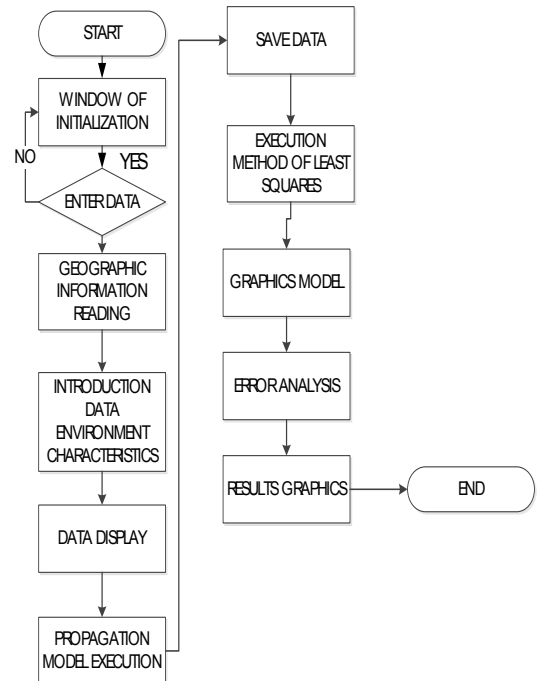 START
WINDOW OF
INITIALIZATION
NO
YES
ENTER DATA
GEOGRAPHIC
INFORMATION
READING
INTRODUCTION
DATA
ENVIRONMENT
CHARACTERISTICS
DATA DISPLAY
PROPAGATION
MODEL EXECUTION
SAVE DATA
EXECUTION
METHOD OF LEAST
SQUARES
GRAPHICS MODEL
ERROR ANALYSIS
RESULTS GRAPHICS
END